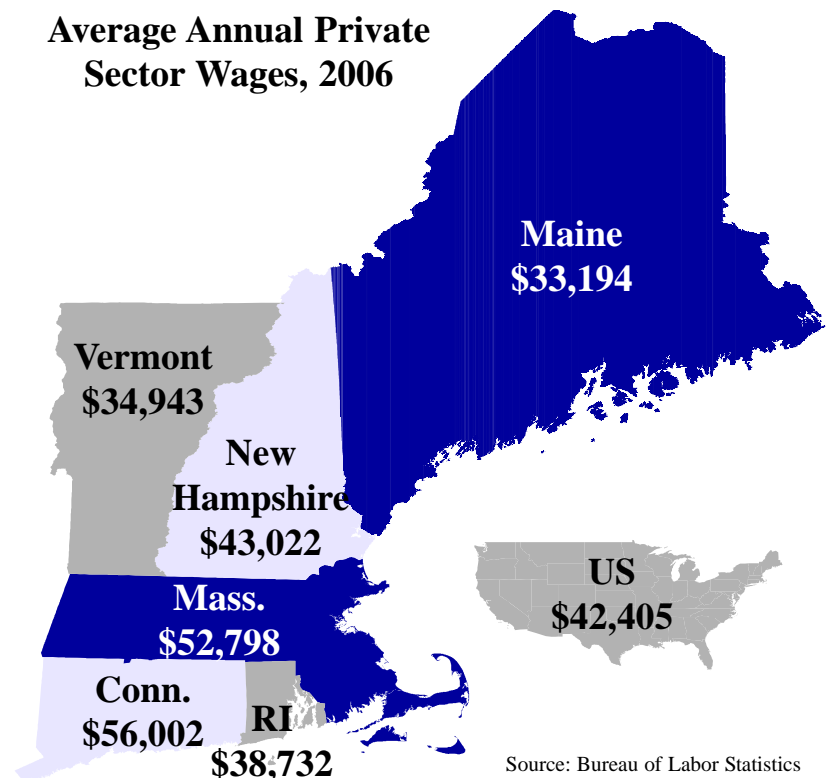 Average Annual Private
Sector Wages, 2006
Maine
$33,194
Vermont
$34,943
New
Hampshire
$43,022
US
$42,405
Mass.
$52,798
Conn.
$56,002
RI
$38,732
Source: Bureau of Labor Statistics